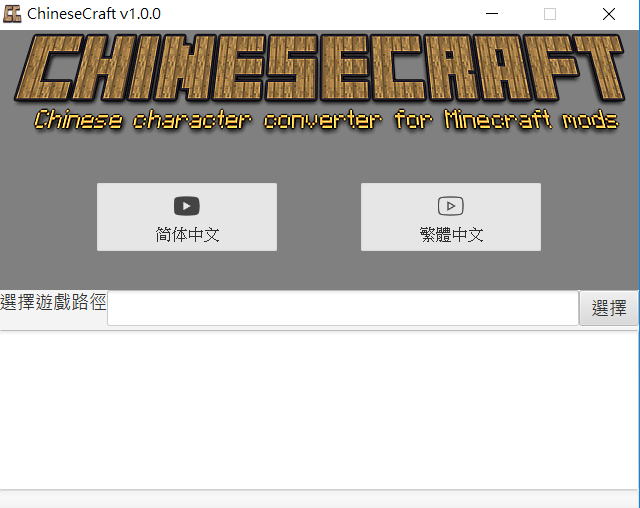 ChineseCraft v1.0.0
CHINESECRAFT
Chinese character converter for Minecraft mods
简体中文
繁體中文
選擇遊戲路徑
選擇